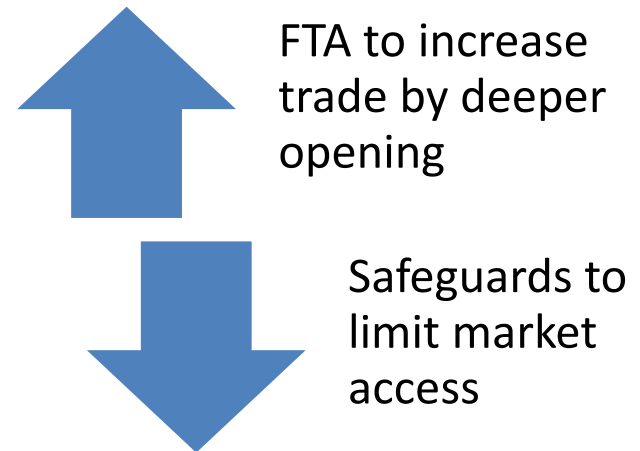 FTA to increase
trade by deeper
opening
Safeguards to
limit market
access